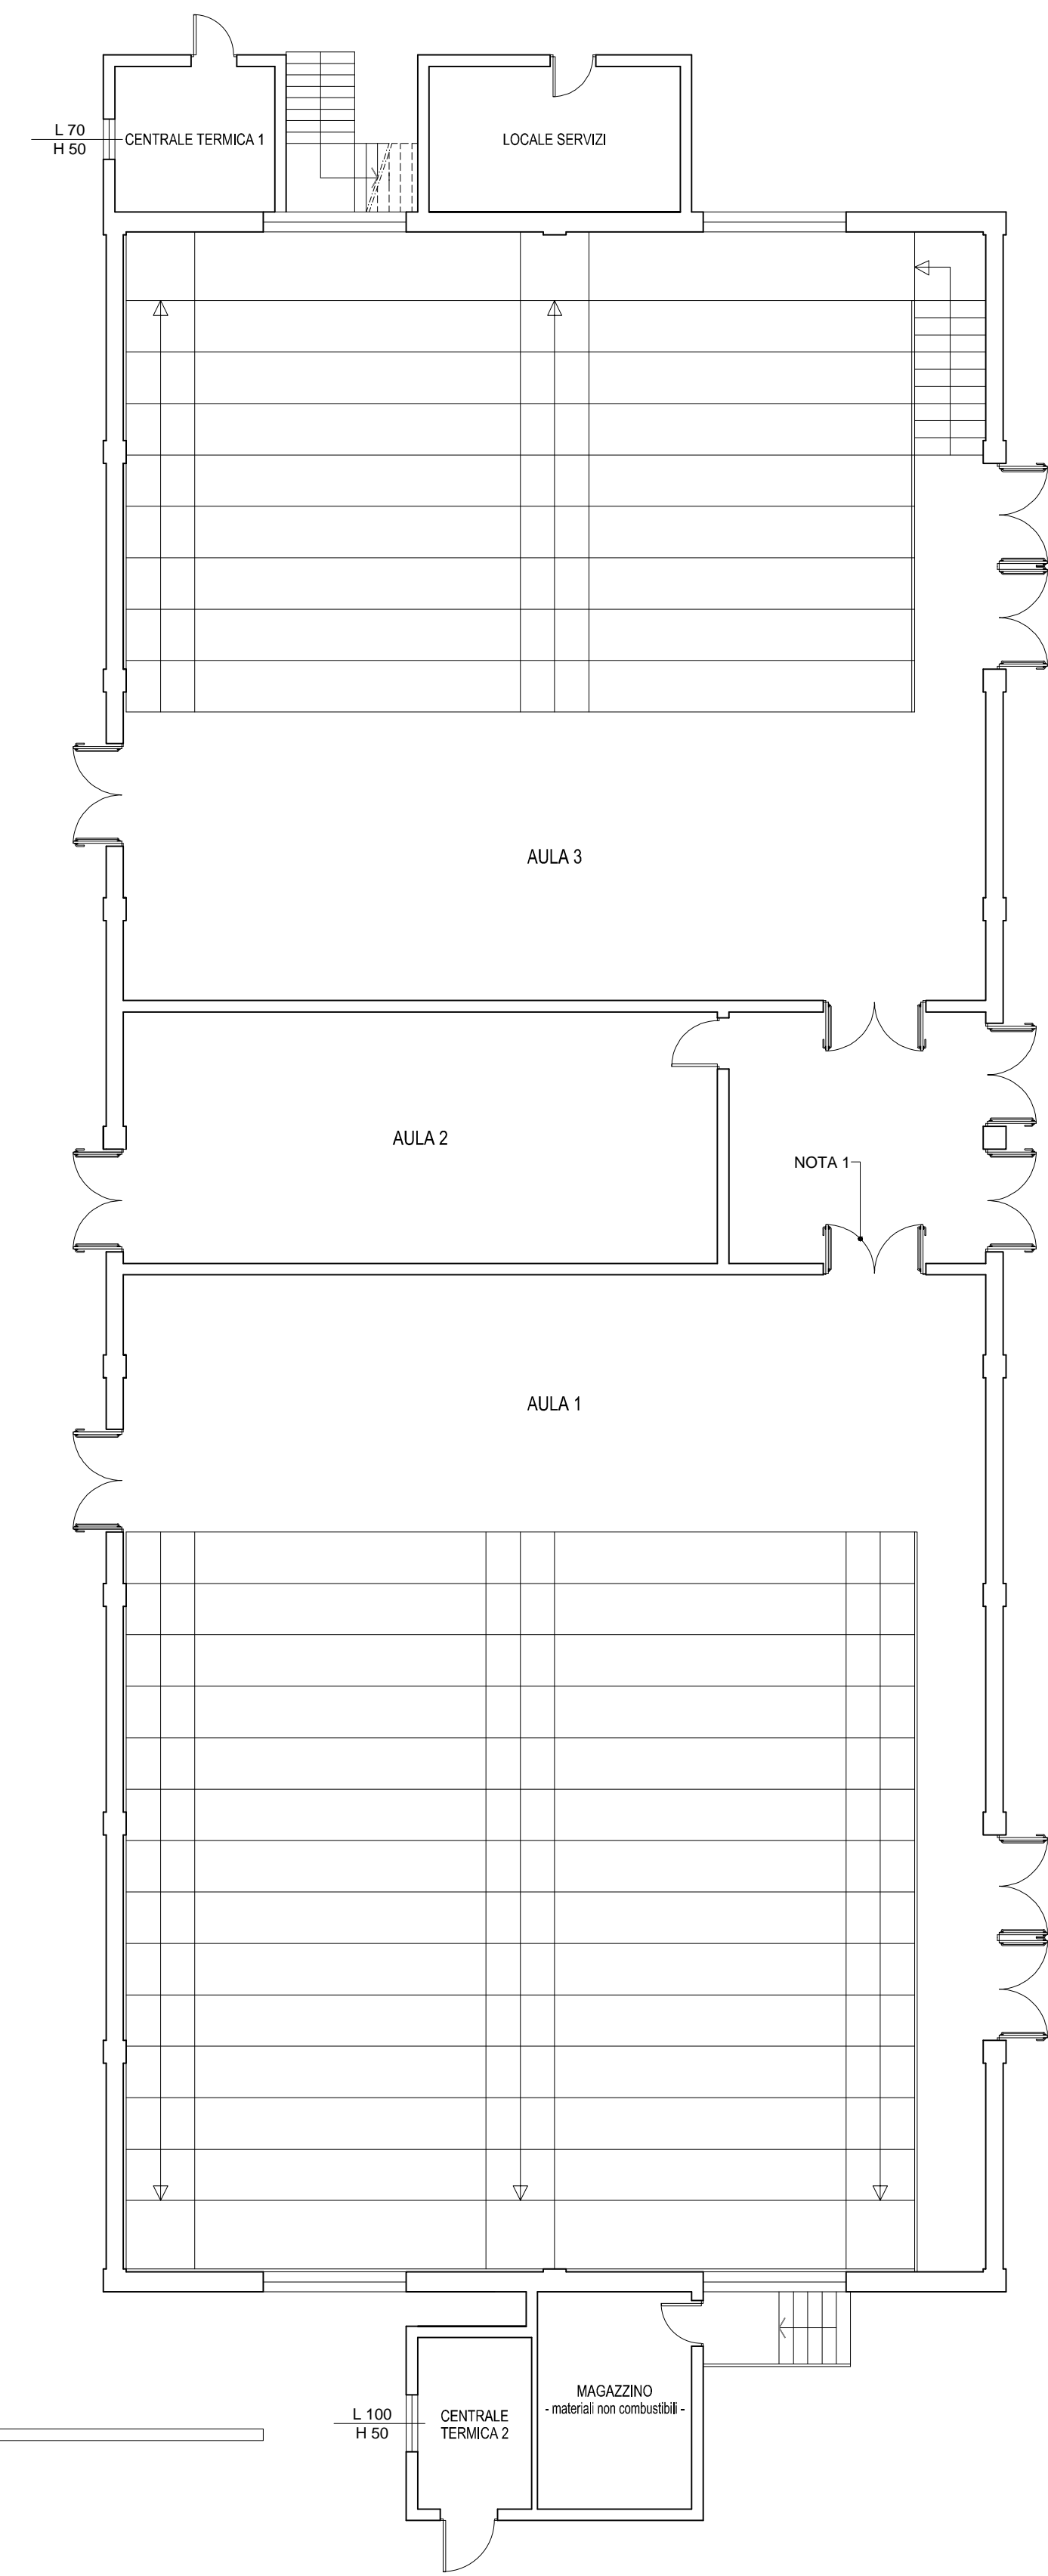 L 70
H 50
CENTRALE TERMICA 1
LOCALE SERVIZI
AULA 3
AULA 2
NOTA 1
AULA 1
L 100
H 50
CENTRALE
TERMICA 2
MAGAZZINO
- materiali non combustibili -